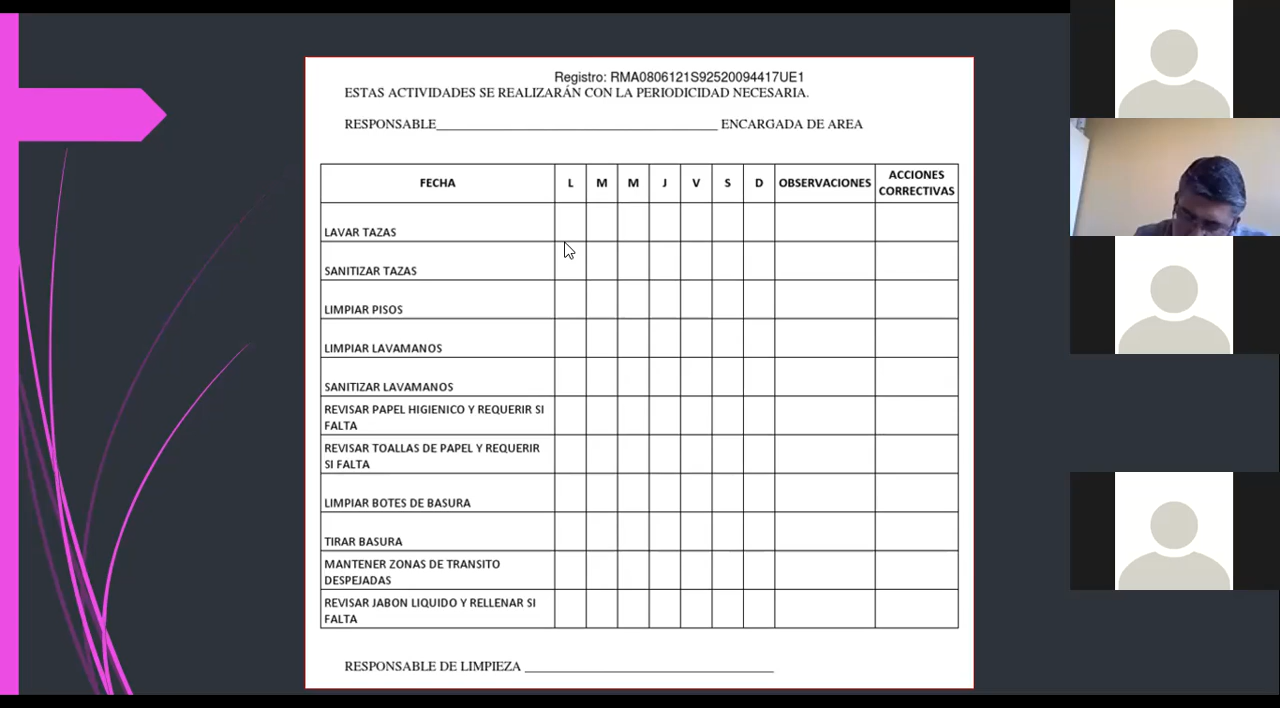 Registro: RMA0806121S92520094417UE1
ESTAS ACTIVIDADES SE REALIZARÁN CON LA PERIODICIDAD NECESARIA.
RESPONSABLE__________________________________________ ENCARGADA DE AREA
FECHA L M M J V S D OBSERVACIONES ACCIONES CORRECTIVAS
LAVAR TAZAS
SANITIZAR TAZAS
LIMPIAR PISOS
LIMPIAR LAVAMANOS
SANITIZAR LAVAMANOS
REVISAR PAPEL HIGIENICO Y REQUERIR SI
FALTA
REVISAR TOALLAS DE PAPEL Y REQUERIR
SI FALTA
LIMPIAR BOTES DE BASURA
TIRAR BASURA
MANTENER ZONAS DE TRANSITO
DESPEJADAS
REVISAR JABON LIQUIDO Y RELLENAR SI
FALTA
RESPONSABLE DE LIMPIEZA _____________________________________